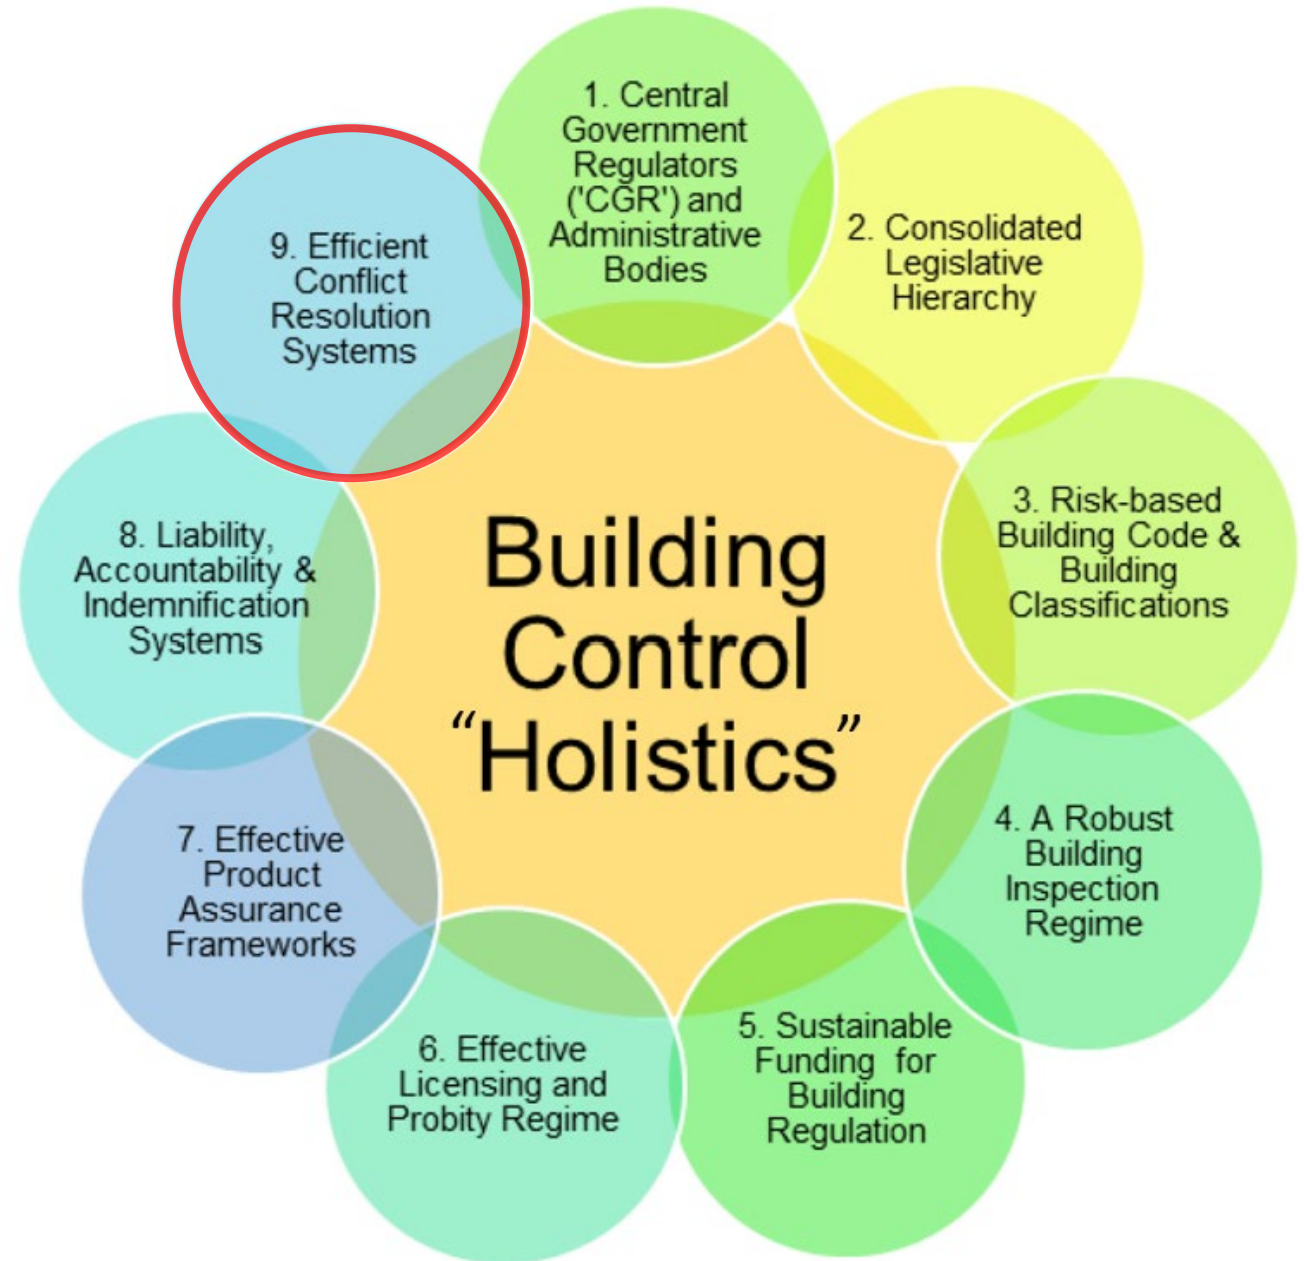 1. Central
Government
Regulators
('CGR') and
Administrative
Bodies
2. Consolidated
Legislative
Hierarchy
3. Risk-based
Building Code &
Building
Classifications
4. A Robust
Building
Inspection
Regime
5. Sustainable
Funding for
Building
Regulation
6. Effective
Licensing and
Probity Regime
7. Effective
Product
Assurance
Frameworks
8. Liability,
Accountability &
Indemnification
Systems
9. Efficient
Conflict
Resolution
Systems
Building
Control
“Holistics”